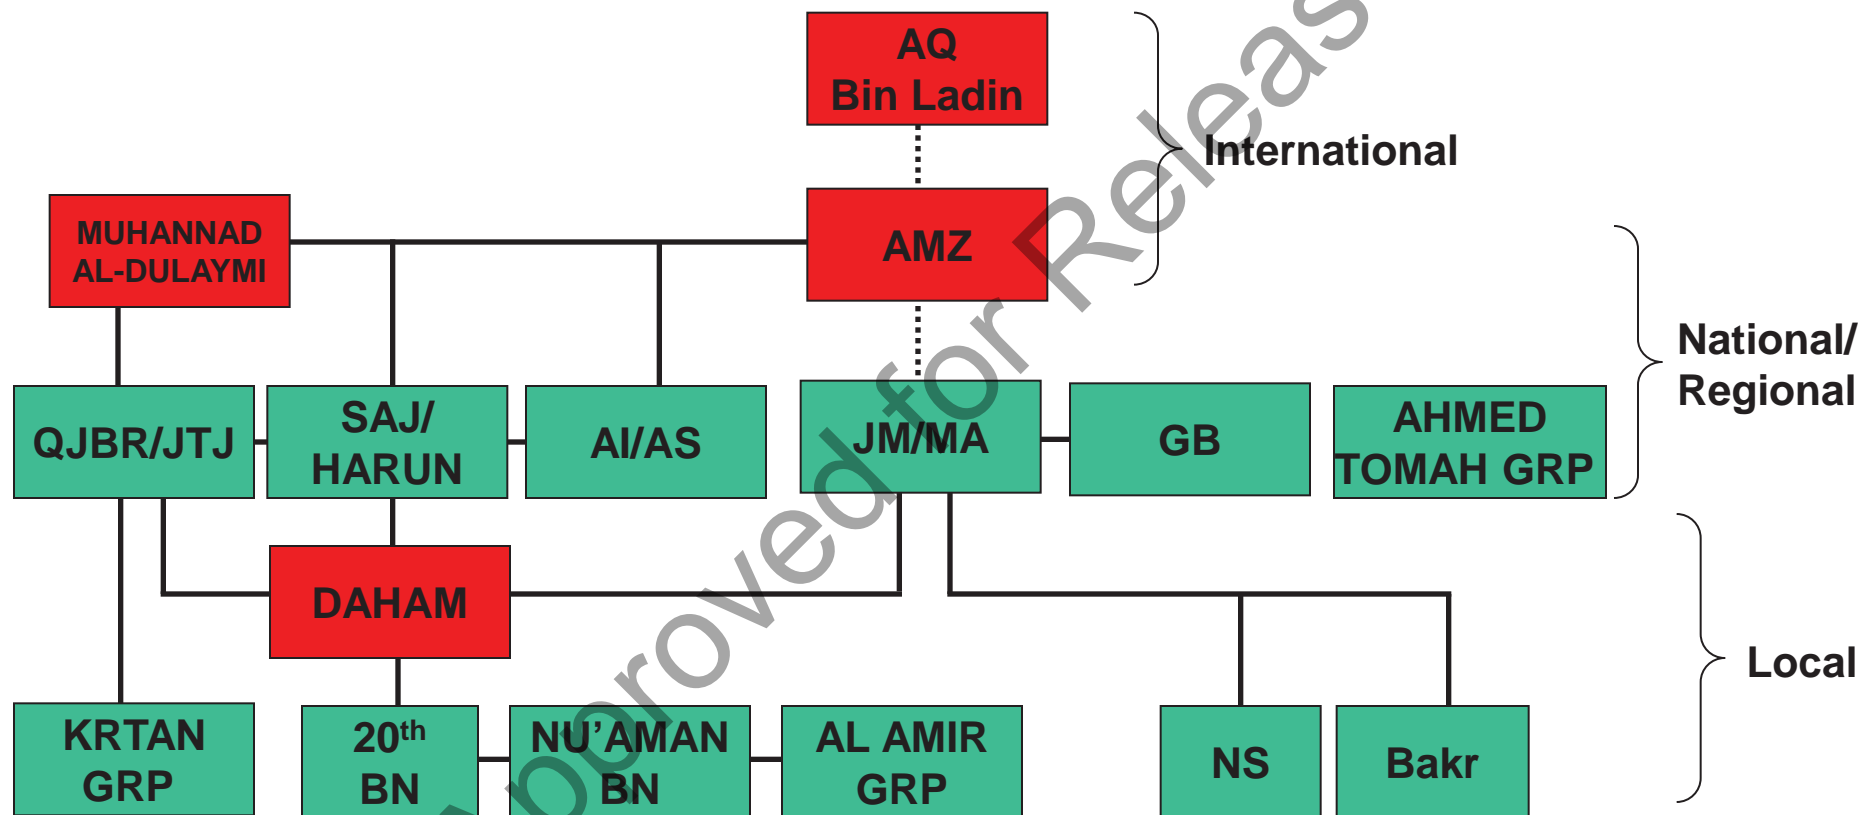 AQ
Bin Ladin
International
MUHANNAD
AL-DULAYMI
AMZ
National/
Regional
QJBR/JTJ
SAJ/
HARUN
AI/AS
JM/MA
GB
AHMED
TOMAH GRP
DAHAM
Local
KRTAN
GRP
20th
BN
NU’AMAN
BN
AL AMIR
GRP
NS
Bakr
Approved for Releas